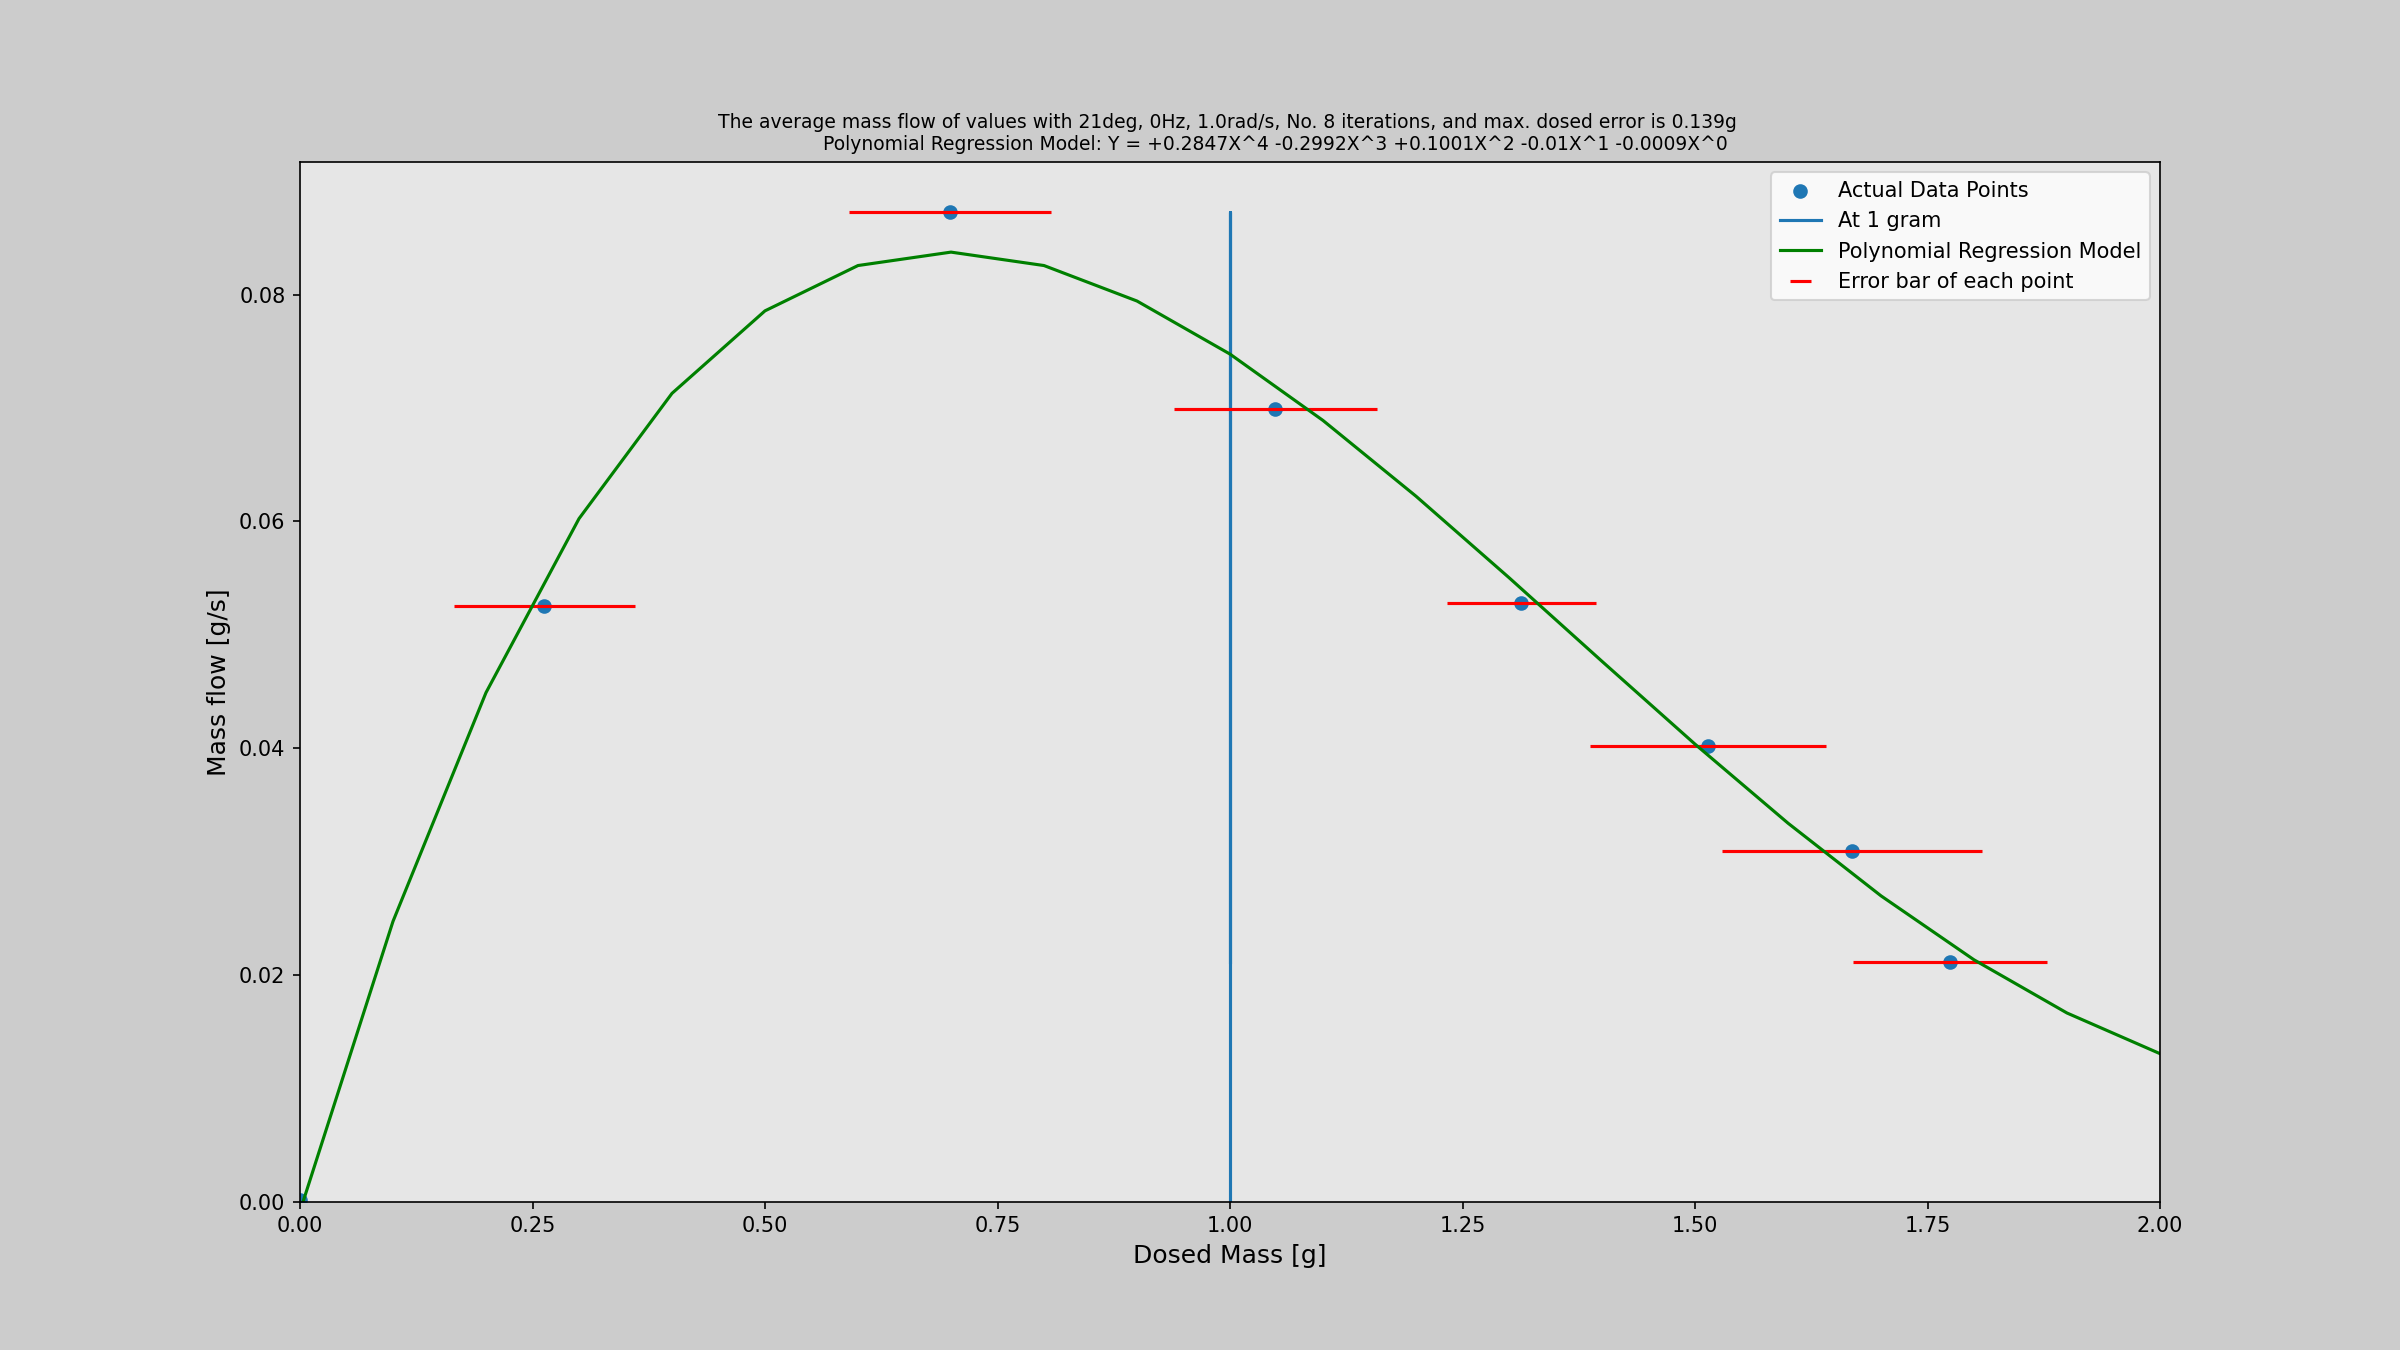 The average mass flow of values with 21deg, 0Hz, 1.0rad/s, No. 8 iterations, and max. dosed error is 0.139g
Polynomial Regression Model: Y = +0.2847X^4 -0.2992X^3 +0.1001X^2 -0.01X^1 -0.0009X^0
Actual Data Points
At 1 gram
Polynomial Regression Model
Error bar of each point
Mass flow [g/s]
0.08
0.06
0.04
0.02
0.00
0.00 0.25 0.50 0.75 1.00 1.25 1.50 1.75 2.00
Dosed Mass [g]